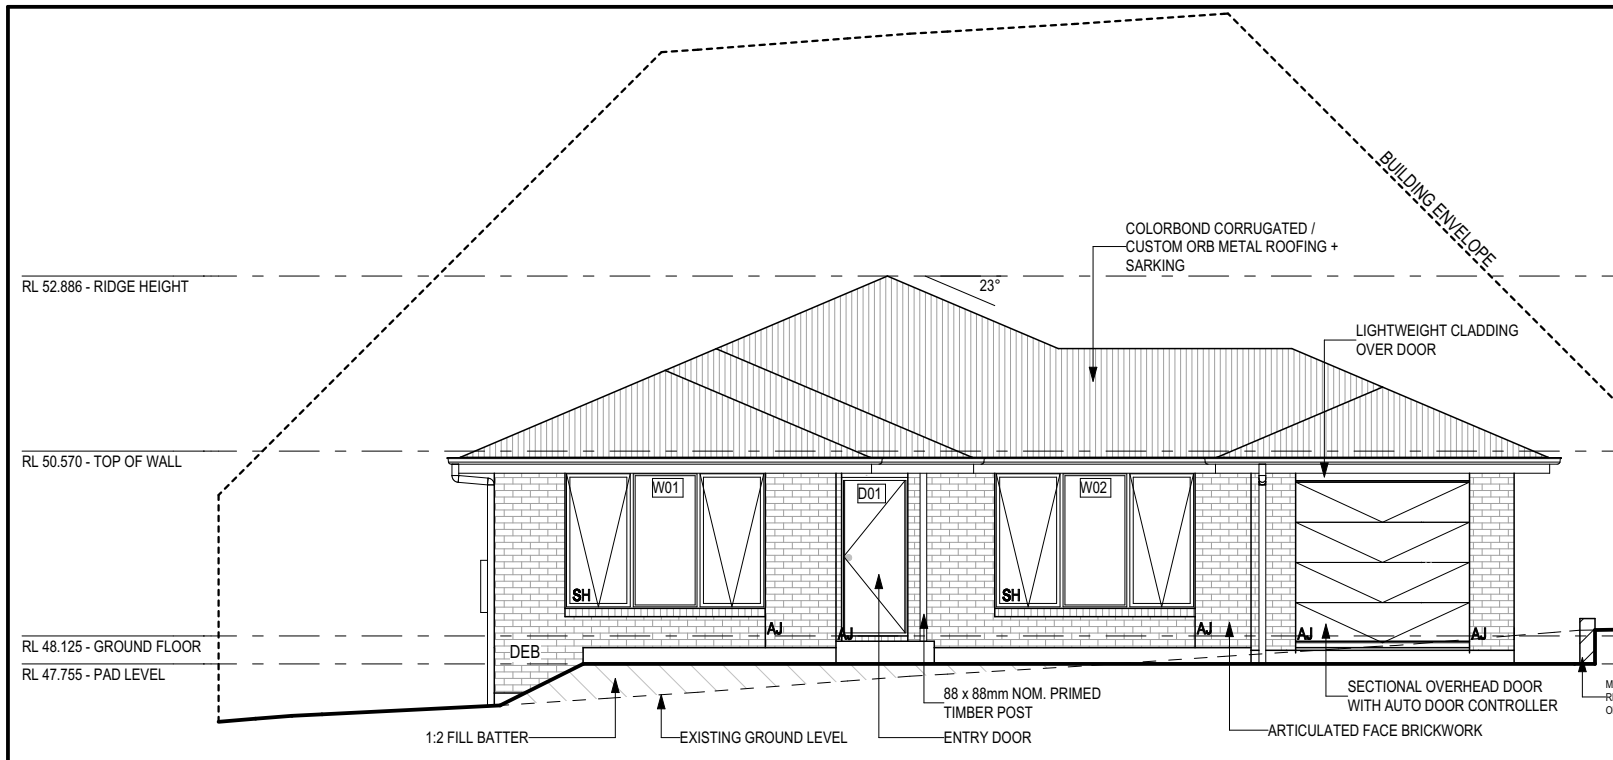 BUILDING ENVELOPE
COLORBOND CORRUGATED /
CUSTOM ORB METAL ROOFING +
SARKING
RL 52.886 - RIDGE HEIGHT
23°
LIGHTWEIGHT CLADDING
OVER DOOR
RL 50.570 - TOP OF WALL
W01
D01
W02
SH
SH
AJ
AJ
AJ
AJ
AJ
RL 48.125 - GROUND FLOOR
DEB
RL 47.755 - PAD LEVEL
88 x 88mm NOM. PRIMED
TIMBER POST
SECTIONAL OVERHEAD DOOR
WITH AUTO DOOR CONTROLLER
1:2 FILL BATTER
EXISTING GROUND LEVEL
ENTRY DOOR
ARTICULATED FACE BRICKWORK